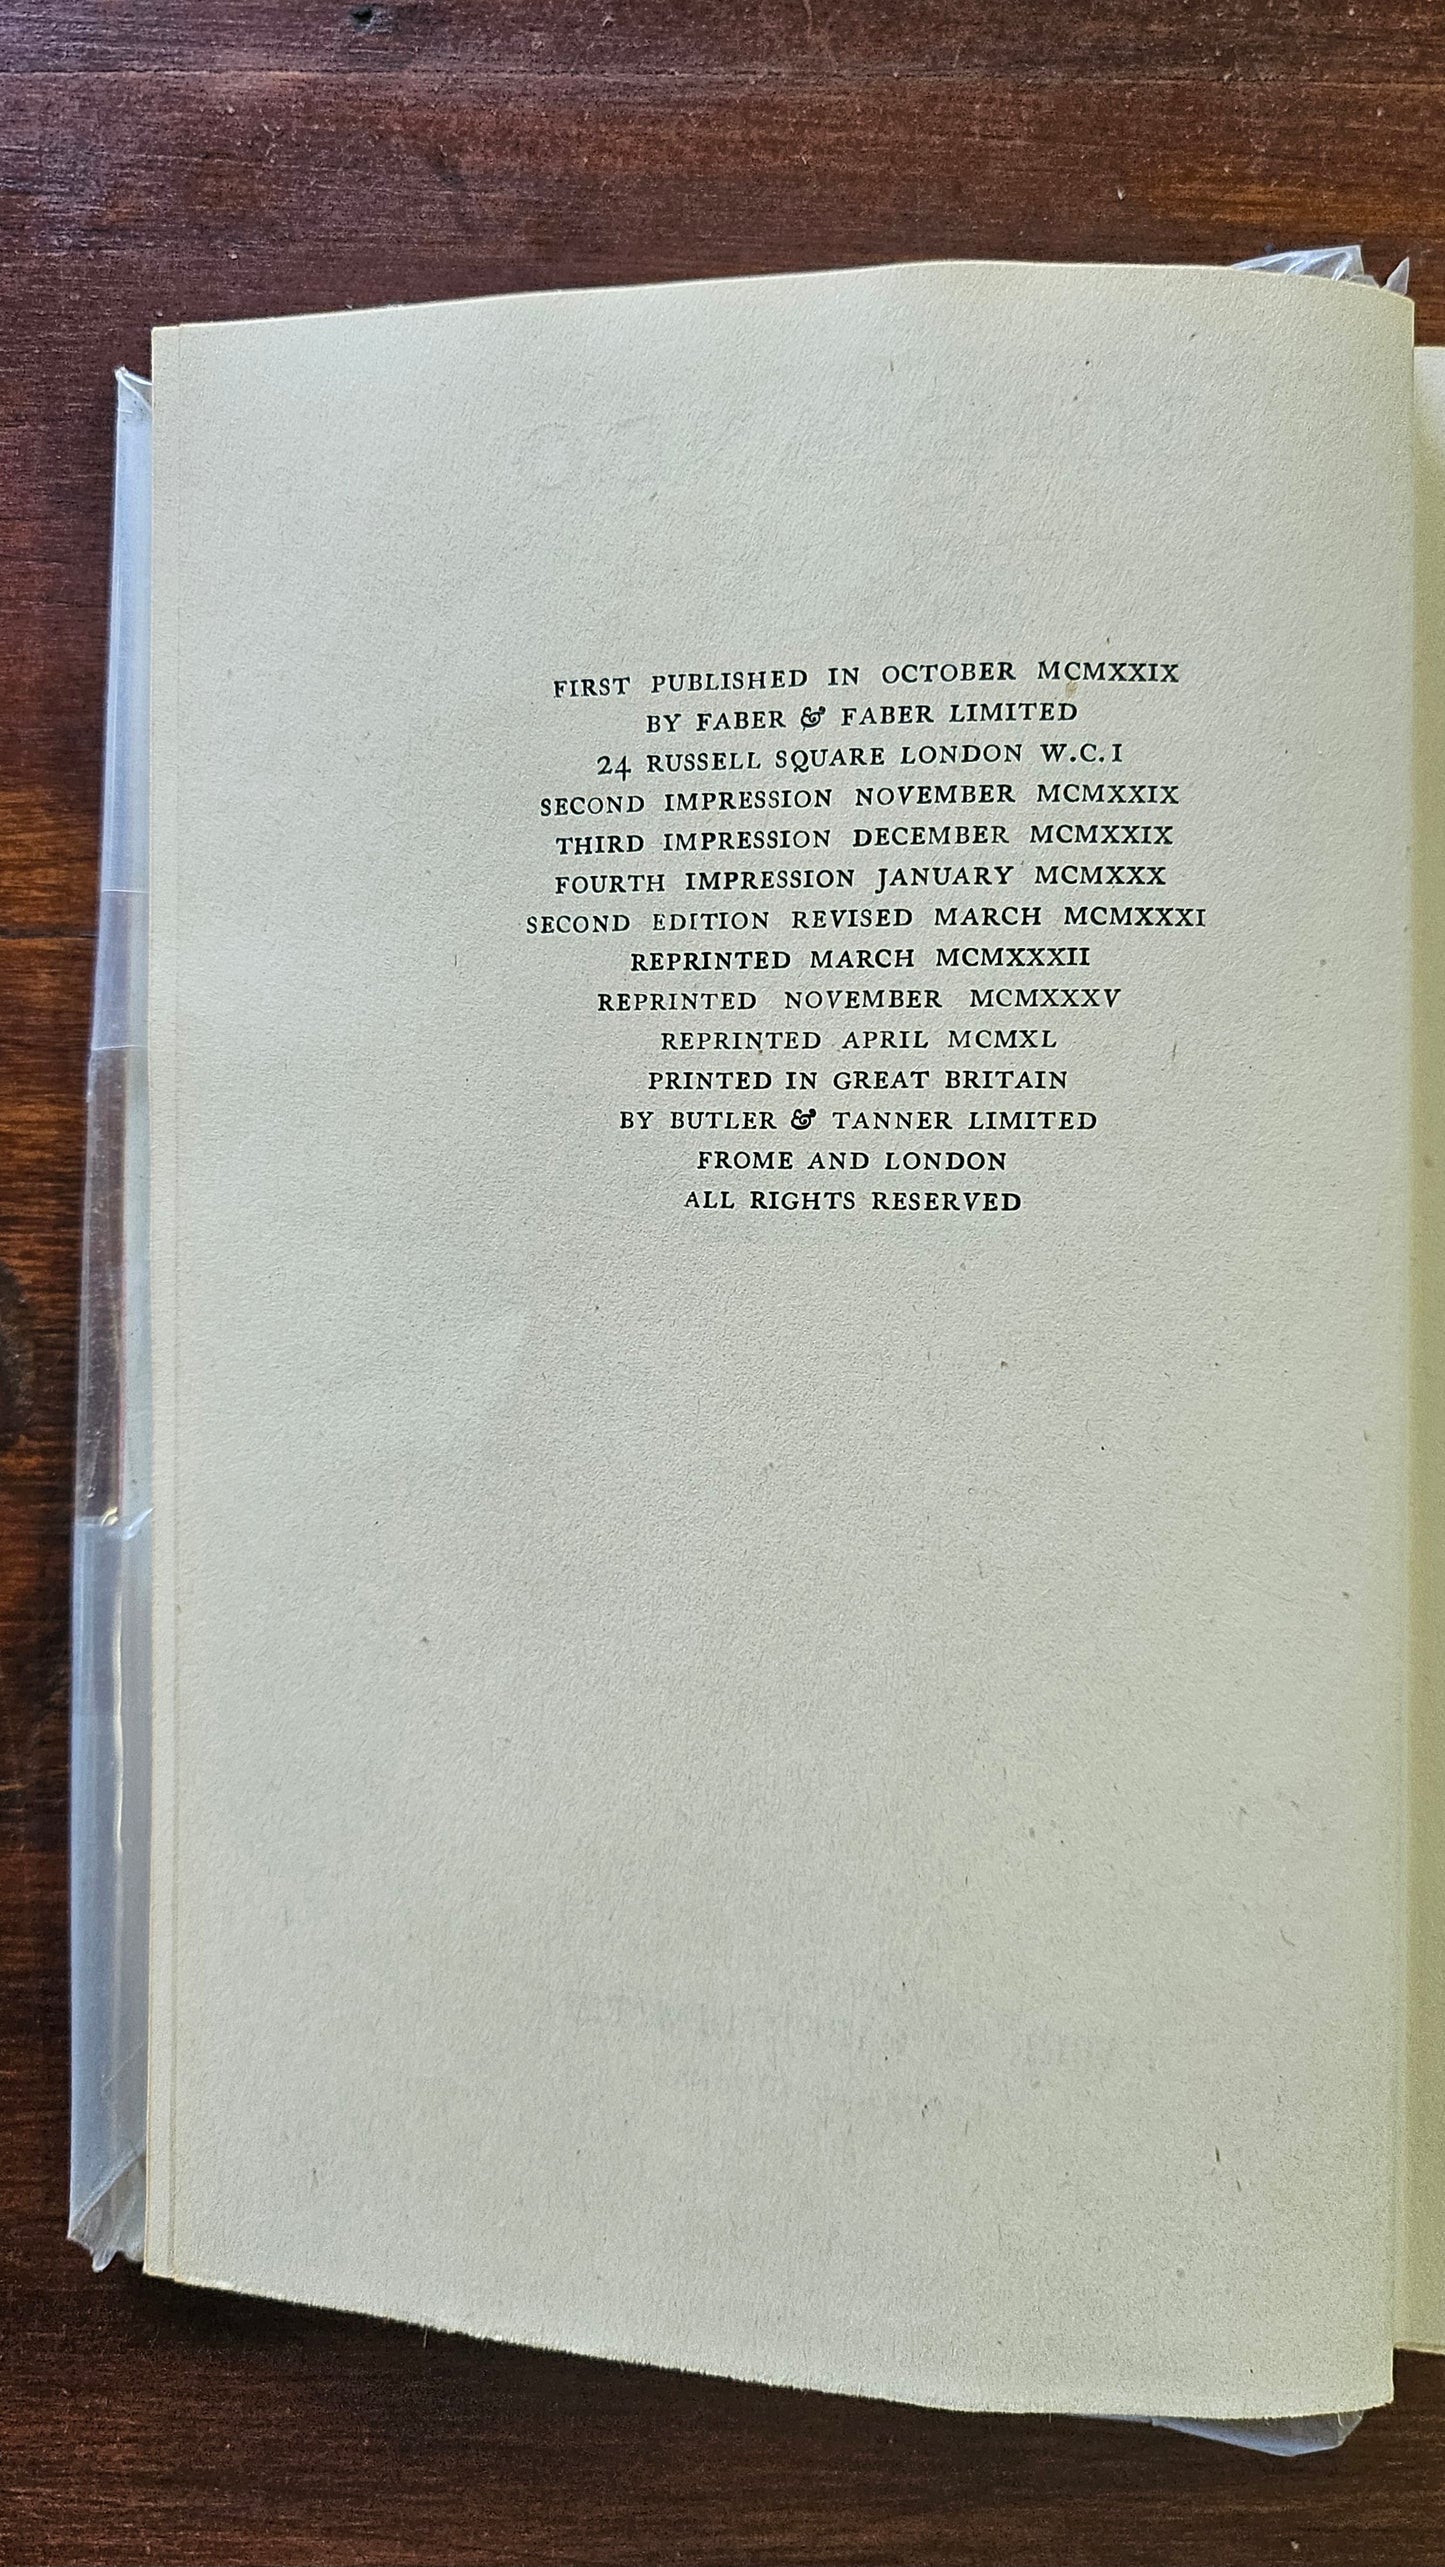 FIRST PUBLISHED IN OCTOBER MCMXXIX
BY FABER & FABER LIMITED
24 RUSSELL SQUARE LONDON W.C.1
SECOND IMPRESSION NOVEMBER MCMXXIX
THIRD IMPRESSION DECEMBER MCMXXIX
FOURTH IMPRESSION JANUARY MCMXXX
SECOND EDITION REVISED MARCH MCMXXXI
REPRINTED MARCH MCMXXXII
REPRINTED NOVEMBER MCMXXXV
REPRINTED APRIL MCMXL
PRINTED IN GREAT BRITAIN
BY BUTLER & TANNER LIMITED
FROME AND LONDON
ALL RIGHTS RESERVED